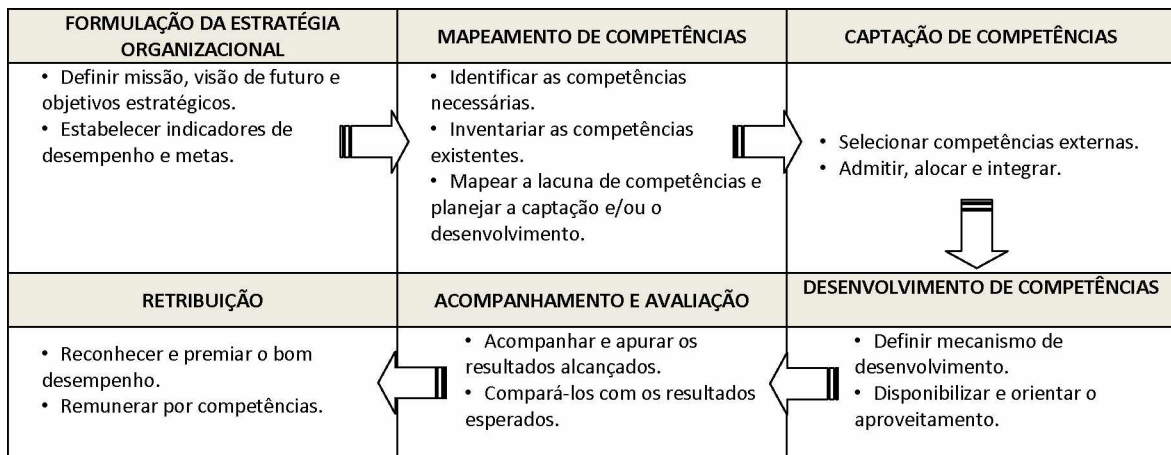 FORMULAÇÃO DA ESTRATÉGIA
ORGANIZACIONAL
• Definir missão, visão de futuro e
objetivos estratégicos.
• Estabelecer indicadores de
desempenho e metas.
MAPEAMENTO DE COMPETÊNCIAS
• Identificar as competências
necessárias.
• Inventariar as competências
existentes.
• Mapear a lacuna de competências e
planejar a captação e/ou o
desenvolvimento.
CAPTAÇÃO DE COMPETÊNCIAS
• Selecionar competências externas.
• Admitir, alocar e integrar.
DESENVOLVIMENTO DE COMPETÊNCIAS
• Definir mecanismo de
desenvolvimento.
• Disponibilizar e orientar o
aproveitamento.
ACOMPANHAMENTO E AVALIAÇÃO
• Acompanhar e apurar os
resultados alcançados.
• Compará-los com os resultados
esperados.
RETRIBUIÇÃO
• Reconhecer e premiar o bom
desempenho.
• Remunerar por competências.